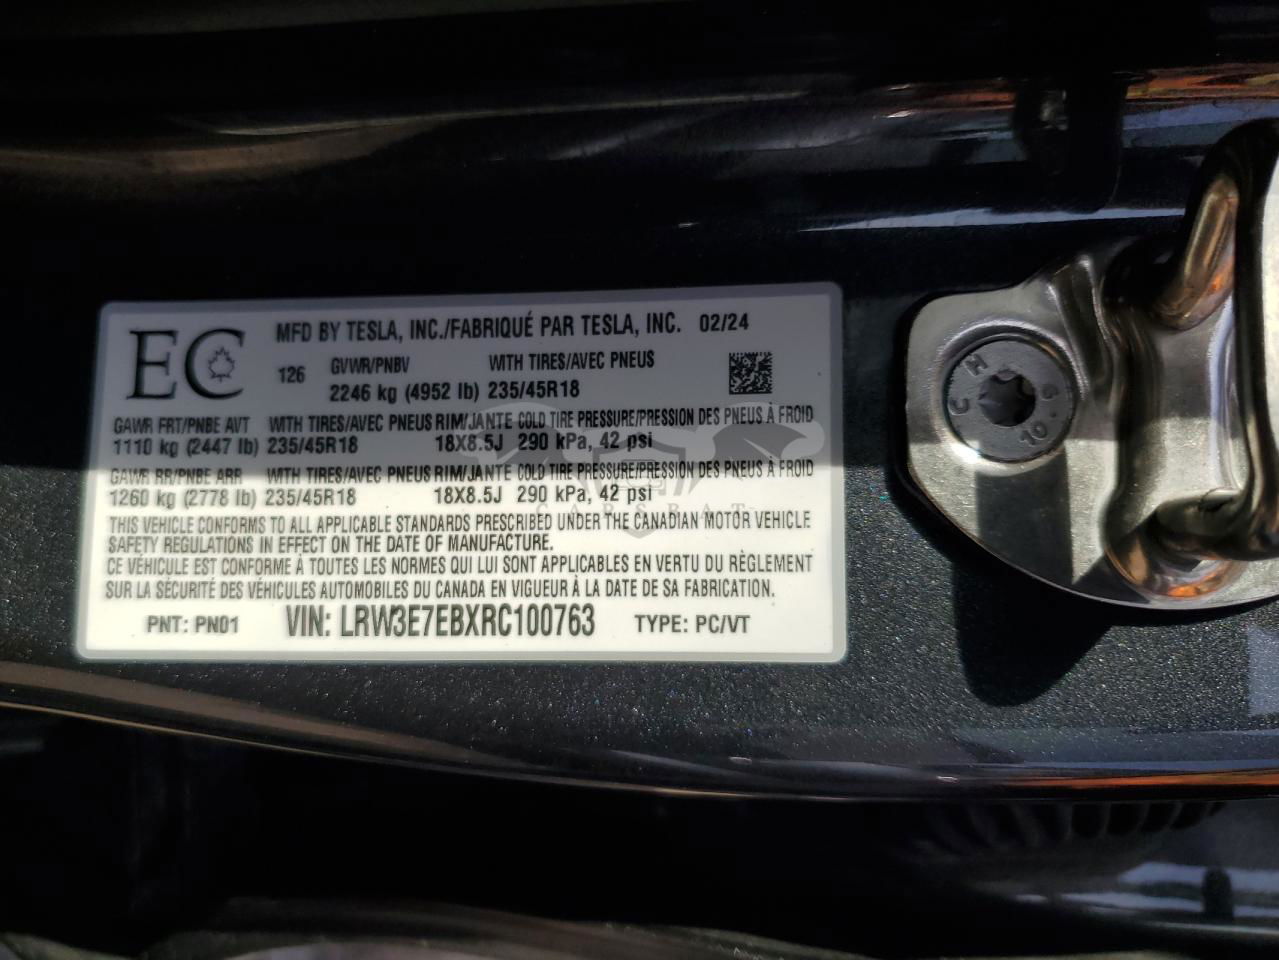 EC
MFD BY TESLA, INC./FABRIQUÉ PAR TESLA, INC. 02/24
126 GVWR/PNBV WITH TIRES/AVEC PNEUS
2246 kg (4952 lb) 235/45R18
GAWR FRT/PNBE AVT WITH TIRES/AVEC PNEUS RIM/JANTE COLD TIRE PRESSURE/PRESSION DES PNEUS À FROID
1110 kg (2447 lb) 235/45R18 18X8.5J 290 kPa, 42 psi
GAWR RR/PNBE ARR WITH TIRES/AVEC PNEUS RIM/JANTE COLD TIRE PRESSURE/PRESSION DES PNEUS À FROID
1260 kg (2778 lb) 235/45R18 18X8.5J 290 kPa, 42 psi
CARSBAT
THIS VEHICLE CONFORMS TO ALL APPLICABLE STANDARDS PRESCRIBED UNDER THE CANADIAN MOTOR VEHICLE
SAFETY REGULATIONS IN EFFECT ON THE DATE OF MANUFACTURE.
CE VÉHICULE EST CONFORME À TOUTES LES NORMES QUI LUI SONT APPLICABLES EN VERTU DU RÈGLEMENT
SUR LA SÉCURITÉ DES VÉHICULES AUTOMOBILES DU CANADA EN VIGUEUR À LA DATE DE SA FABRICATION.
PNT: PN01 VIN: LRW3E7EBXRC100763 TYPE: PC/VT
C H 10.9